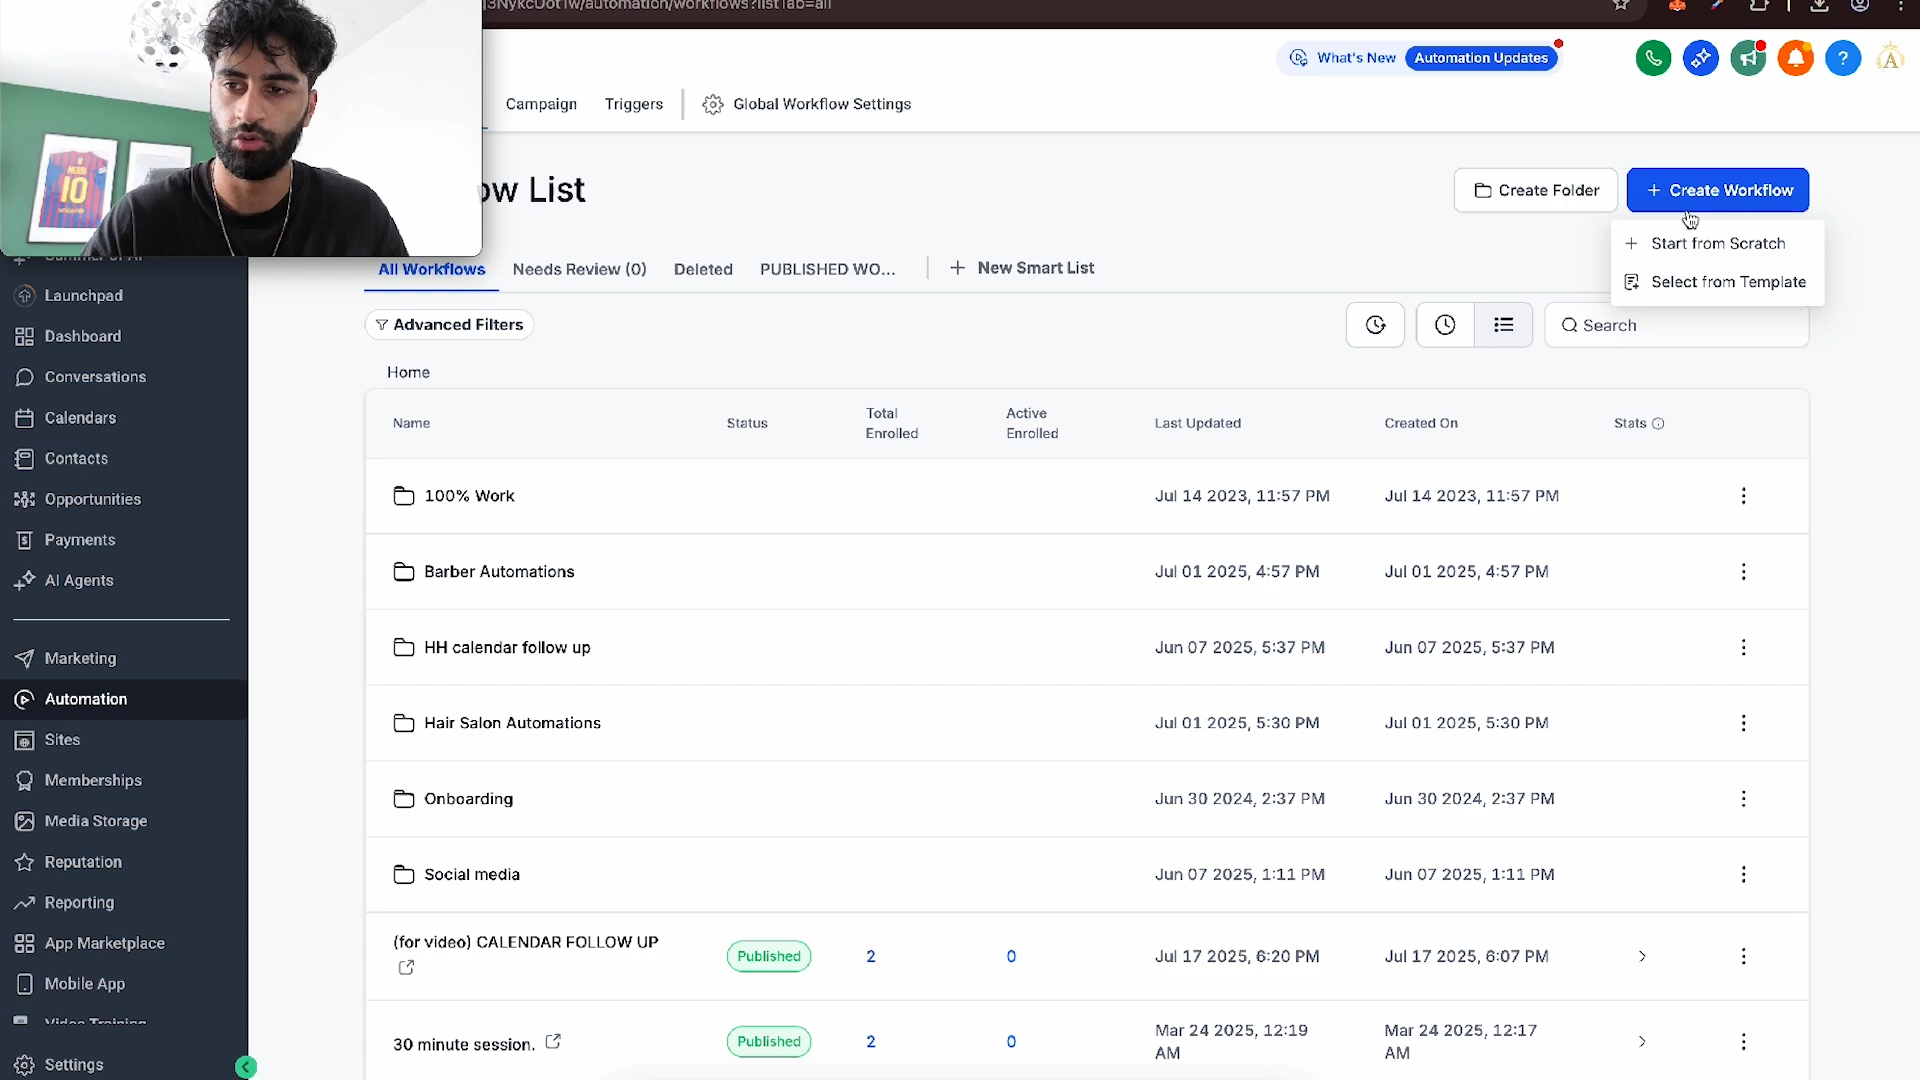 /automation/workflows?listTab=all
What's New
Automation Updates
Campaign
Triggers
Global Workflow Settings
ow List
Create Folder
+ Create Workflow
+ Start from Scratch
Select from Template
All Workflows
Needs Review (0)
Deleted
PUBLISHED WO...
+ New Smart List
Advanced Filters
Search
Home
Name
Status
Total Enrolled
Active Enrolled
Last Updated
Created On
Stats
100% Work
Jul 14 2023, 11:57 PM
Jul 14 2023, 11:57 PM
Barber Automations
Jul 01 2025, 4:57 PM
Jul 01 2025, 4:57 PM
HH calendar follow up
Jun 07 2025, 5:37 PM
Jun 07 2025, 5:37 PM
Hair Salon Automations
Jul 01 2025, 5:30 PM
Jul 01 2025, 5:30 PM
Onboarding
Jun 30 2024, 2:37 PM
Jun 30 2024, 2:37 PM
Social media
Jun 07 2025, 1:11 PM
Jun 07 2025, 1:11 PM
(for video) CALENDAR FOLLOW UP
Published
2
0
Jul 17 2025, 6:20 PM
Jul 17 2025, 6:07 PM
30 minute session.
Published
2
0
Mar 24 2025, 12:19 AM
Mar 24 2025, 12:17 AM
Launchpad
Dashboard
Conversations
Calendars
Contacts
Opportunities
Payments
AI Agents
Marketing
Automation
Sites
Memberships
Media Storage
Reputation
Reporting
App Marketplace
Mobile App
Video Training
Settings
MESSI
10
A
?